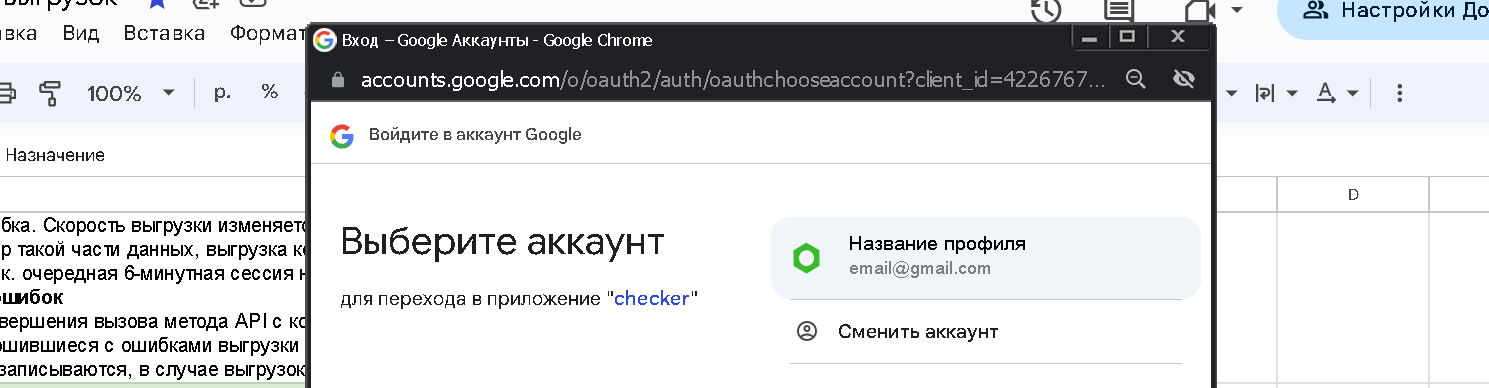 выгрузок
Настройки До
авка Вид Вставка Формат
Вход – Google Аккаунты - Google Chrome
accounts.google.com/o/oauth2/auth/oauthchooseaccount?client_id=4226767...
100% р. %
Войдите в аккаунт Google
Назначение
D
бка. Скорость выгрузки изменяетс
р такой части данных, выгрузка к
к. очередная 6-минутная сессия н
ошибок
вершения вызова метода API с ко
ошившиеся с ошибками выгрузки
записываются, в случае выгрузок
Выберите аккаунт
для перехода в приложение "checker"
Название профиля
email@gmail.com
Сменить аккаунт